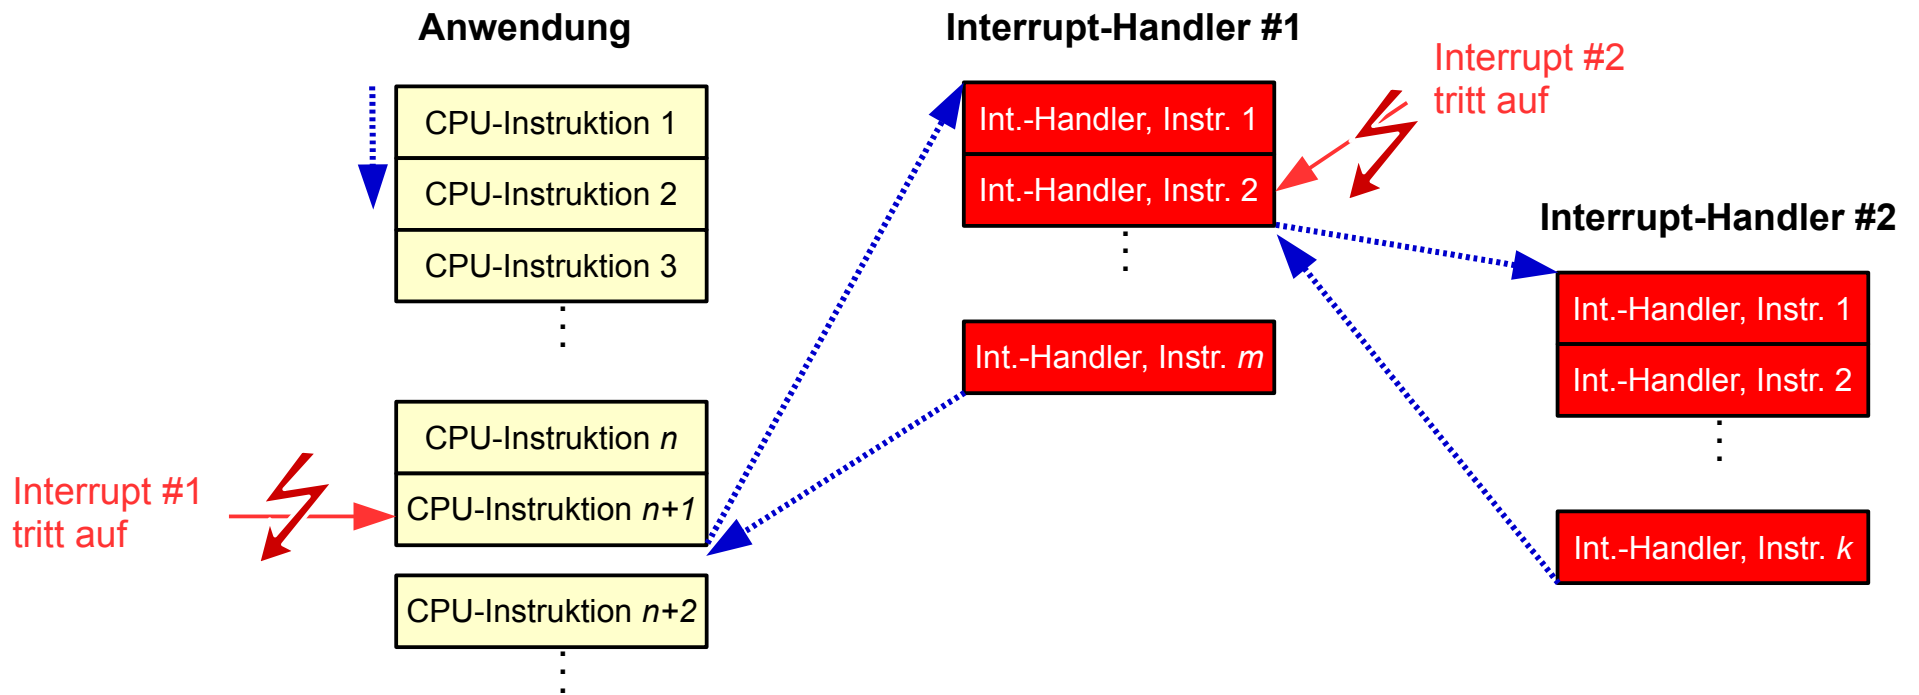 Anwendung
CPU-Instruktion 1
CPU-Instruktion 2
CPU-Instruktion 3
CPU-Instruktion n
CPU-Instruktion n+1
CPU-Instruktion n+2
Interrupt #1
tritt auf
Interrupt-Handler #1
Int.-Handler, Instr. 1
Int.-Handler, Instr. 2
Int.-Handler, Instr. m
Interrupt #2
tritt auf
Interrupt-Handler #2
Int.-Handler, Instr. 1
Int.-Handler, Instr. 2
Int.-Handler, Instr. k